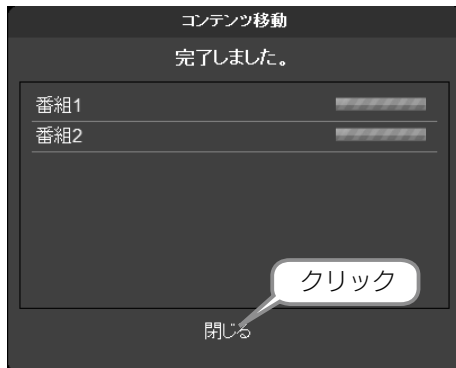 コンテンツ移動
完了しました。
番組1
番組2
クリック
閉じる